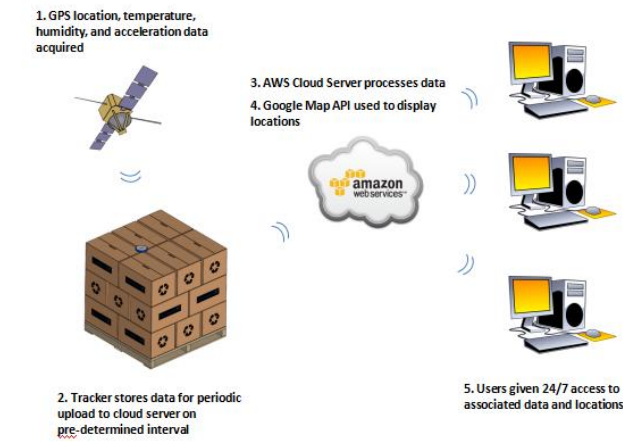 1. GPS location, temperature,
humidity, and acceleration data
acquired
3. AWS Cloud Server processes data
4. Google Map API used to display
locations
amazon
webservices™
2. Tracker stores data for periodic
upload to cloud server on
pre-determined interval
5. Users given 24/7 access to
associated data and locations